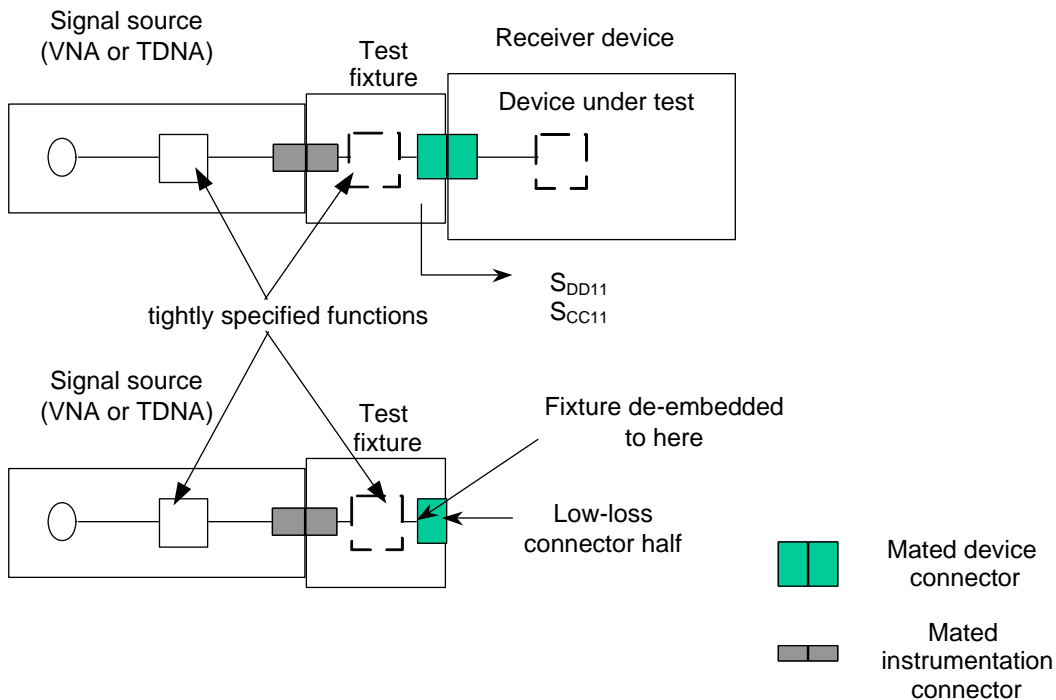 Signal source
(VNA or TDNA)
Test
fixture
Receiver device
Device under test
SDD11
SCC11
tightly specified functions
Signal source
(VNA or TDNA)
Test
fixture
Fixture de-embedded
to here
Low-loss
connector half
Mated device
connector
Mated
instrumentation
connector